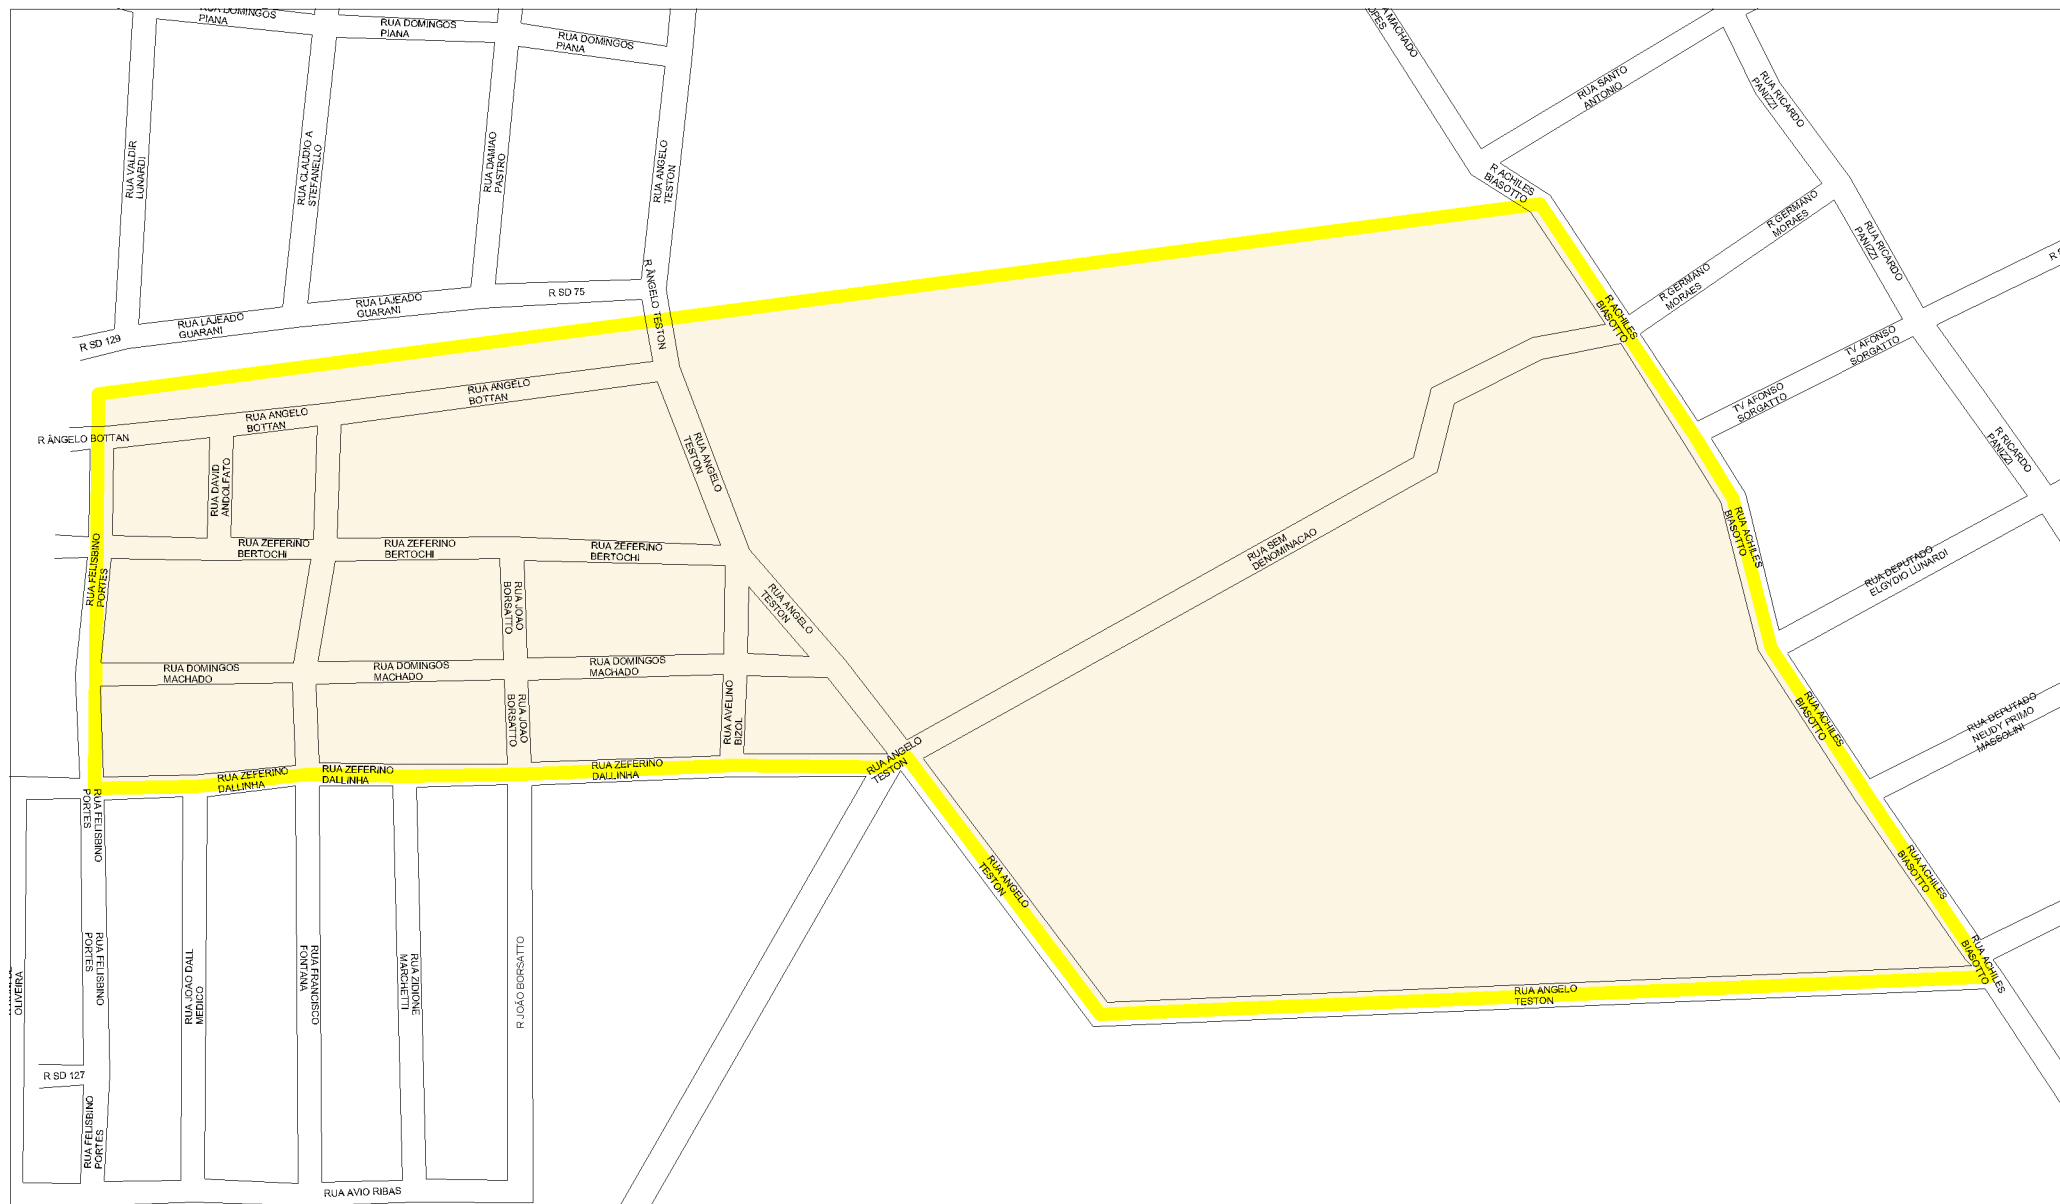 RUA DOMINGOS
PIANA
RUA DOMINGOS
PIANA
RUA DOMINGOS
PIANA
RUA VALDIR
LUNARDI
RUA CLAUDIO A
STEFANELLO
RUA DAMIAO
PASTRO
RUA ANGELO
TESTON
R ÂNGELO TESTON
R SD 75
RUA LAJEADO
GUARANI
RUA LAJEADO
GUARANI
R SD 129
MACHADO
RUA SANTO
ANTONIO
RUA RICARDO
PANIZZI
R ACHILES
BIASOTTO
R GERMANO
MORAES
RUA RICARDO
PANIZZI
R GERMANO
MORAES
R ACHILES
BIASOTTO
TV AFONSO
SORGATTO
TV AFONSO
SORGATTO
R RICARDO
PANIZZI
RUA ANGELO
BOTTAN
RUA ANGELO
BOTTAN
R ÂNGELO BOTTAN
RUA DAVID
ANDOLFATO
RUA ANGELO
TESTON
RUA ZEFERINO
BERTOCHI
RUA ZEFERINO
BERTOCHI
RUA ZEFERINO
BERTOCHI
RUA FELISBINO
PORTES
RUA JOAO
BORSATTO
RUA ANGELO
TESTON
RUA SEM
DENOMINACAO
RUA ACHILES
BIASOTTO
RUA DEPUTADO
ELGYDIO LUNARDI
RUA DOMINGOS
MACHADO
RUA DOMINGOS
MACHADO
RUA DOMINGOS
MACHADO
RUA JOAO
BORSATTO
RUA AVELINO
BIZOL
RUA ACHILES
BIASOTTO
RUA DEPUTADO
NEUDY PRIMO
MASSOLINI
RUA ZEFERINO
DALLINHA
RUA ZEFERINO
DALLINHA
RUA ZEFERINO
DALLINHA
RUA ANGELO
TESTON
RUA FELISBINO
PORTES
RUA ANGELO
TESTON
RUA ACHILES
BIASOTTO
RUA FELISBINO
PORTES
RUA JOAO DALL
MEDICO
RUA FRANCISCO
FONTANA
RUA ZIDIONE
MARCHETTI
R JOÃO BORSATTO
OLIVEIRA
RUA ANGELO
TESTON
RUA ACHILES
BIASOTTO
R SD 127
RUA FELISBINO
PORTES
RUA AVIO RIBAS